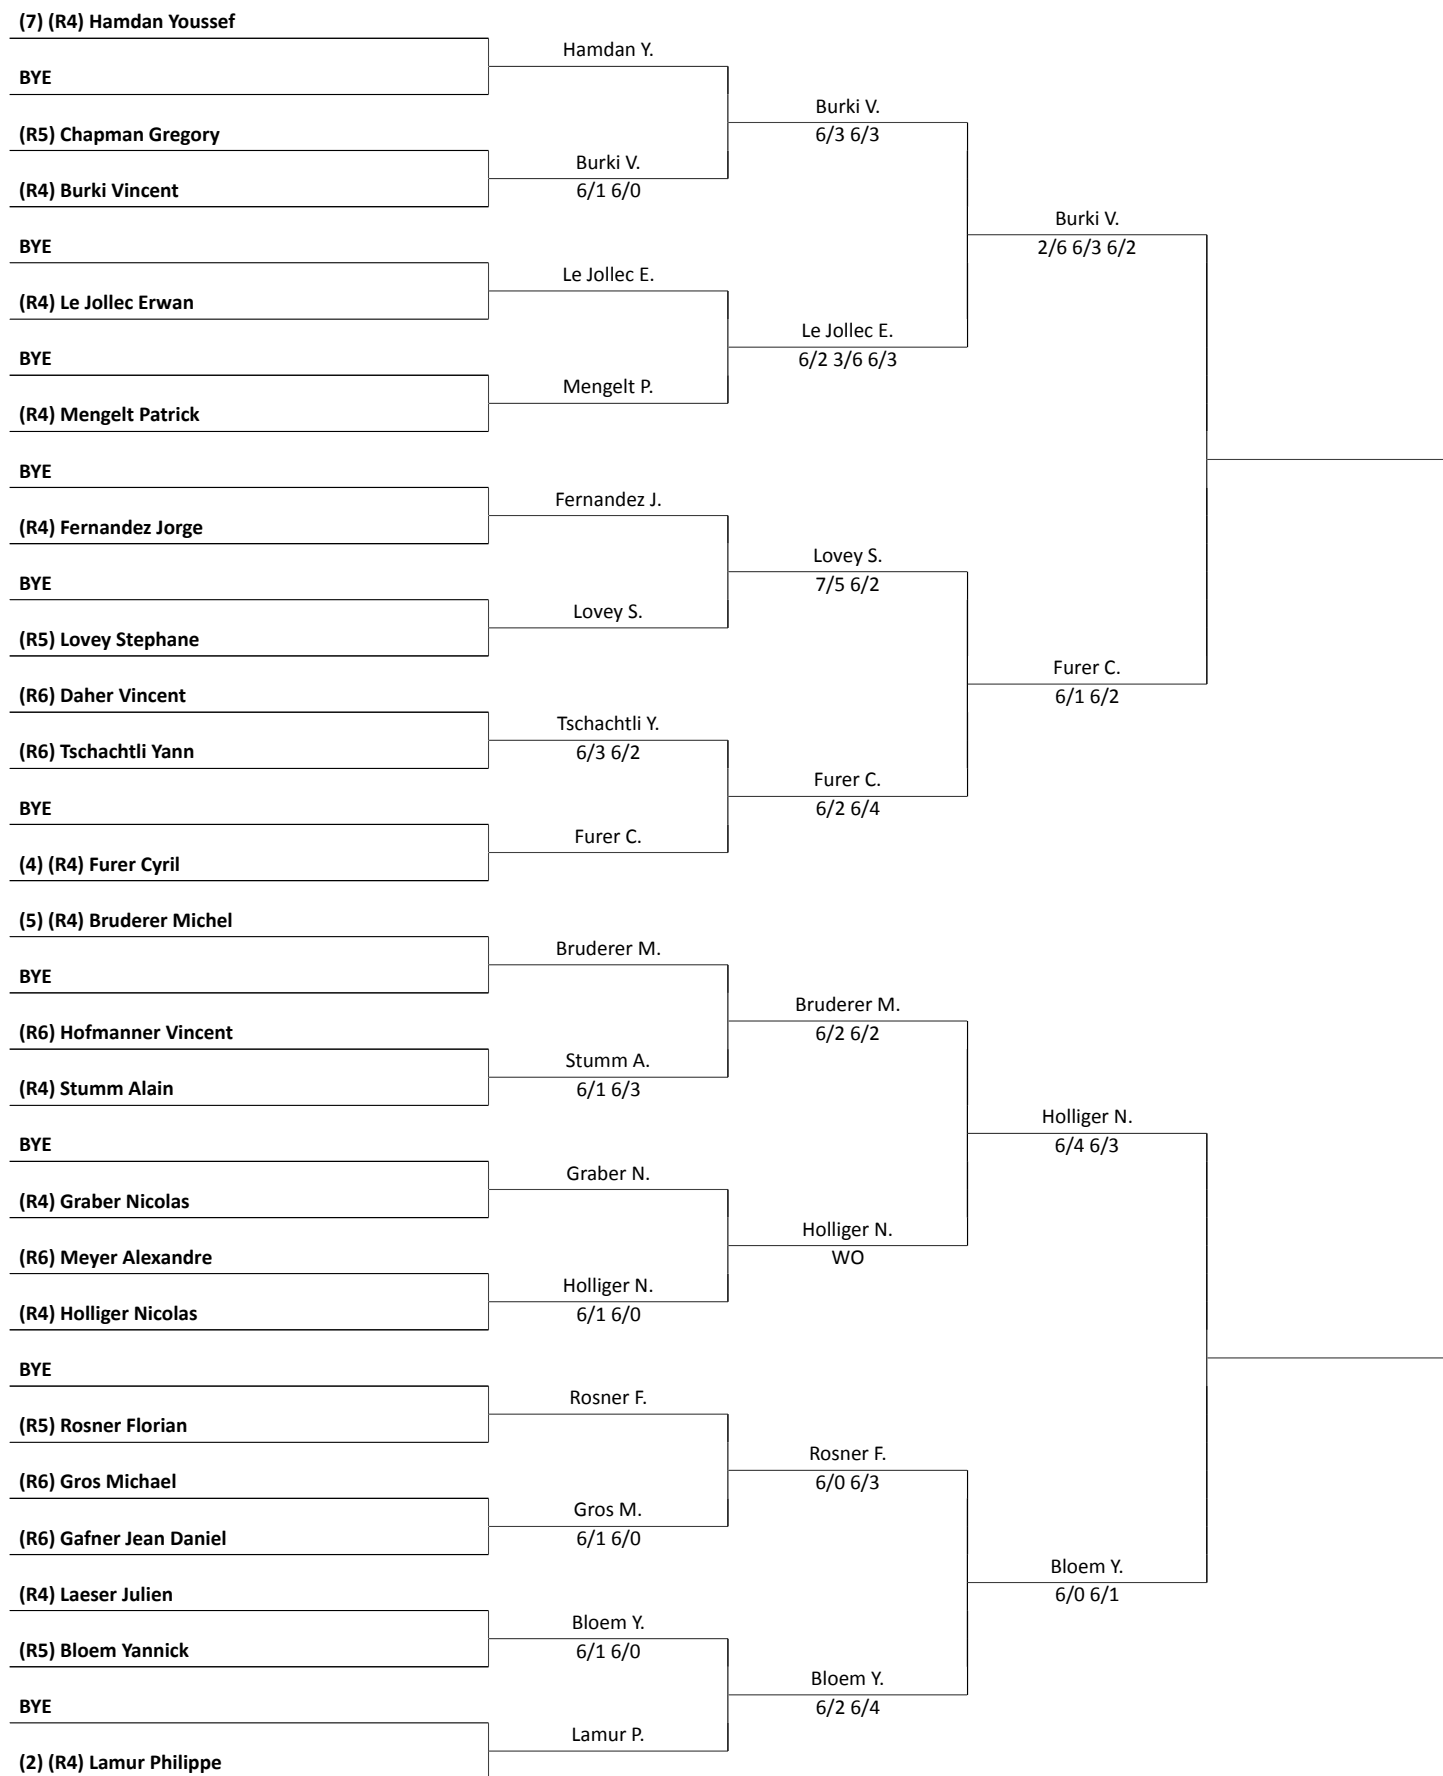 (7) (R4) Hamdan Youssef
Hamdan Y.
BYE
Burki V.
6/3 6/3
(R5) Chapman Gregory
Burki V.
6/1 6/0
(R4) Burki Vincent
Burki V.
2/6 6/3 6/2
BYE
Le Jollec E.
(R4) Le Jollec Erwan
Le Jollec E.
6/2 3/6 6/3
BYE
Mengelt P.
(R4) Mengelt Patrick
BYE
Fernandez J.
(R4) Fernandez Jorge
Lovey S.
7/5 6/2
BYE
Lovey S.
(R5) Lovey Stephane
Furer C.
6/1 6/2
(R6) Daher Vincent
Tschachtli Y.
6/3 6/2
(R6) Tschachtli Yann
Furer C.
6/2 6/4
BYE
Furer C.
(4) (R4) Furer Cyril
(5) (R4) Bruderer Michel
Bruderer M.
BYE
Bruderer M.
6/2 6/2
(R6) Hofmanner Vincent
Stumm A.
6/1 6/3
(R4) Stumm Alain
Holliger N.
6/4 6/3
BYE
Graber N.
(R4) Graber Nicolas
Holliger N.
WO
(R6) Meyer Alexandre
Holliger N.
6/1 6/0
(R4) Holliger Nicolas
BYE
Rosner F.
(R5) Rosner Florian
Rosner F.
6/0 6/3
(R6) Gros Michael
Gros M.
6/1 6/0
(R6) Gafner Jean Daniel
Bloem Y.
6/0 6/1
(R4) Laeser Julien
Bloem Y.
6/1 6/0
(R5) Bloem Yannick
Bloem Y.
6/2 6/4
BYE
Lamur P.
(2) (R4) Lamur Philippe